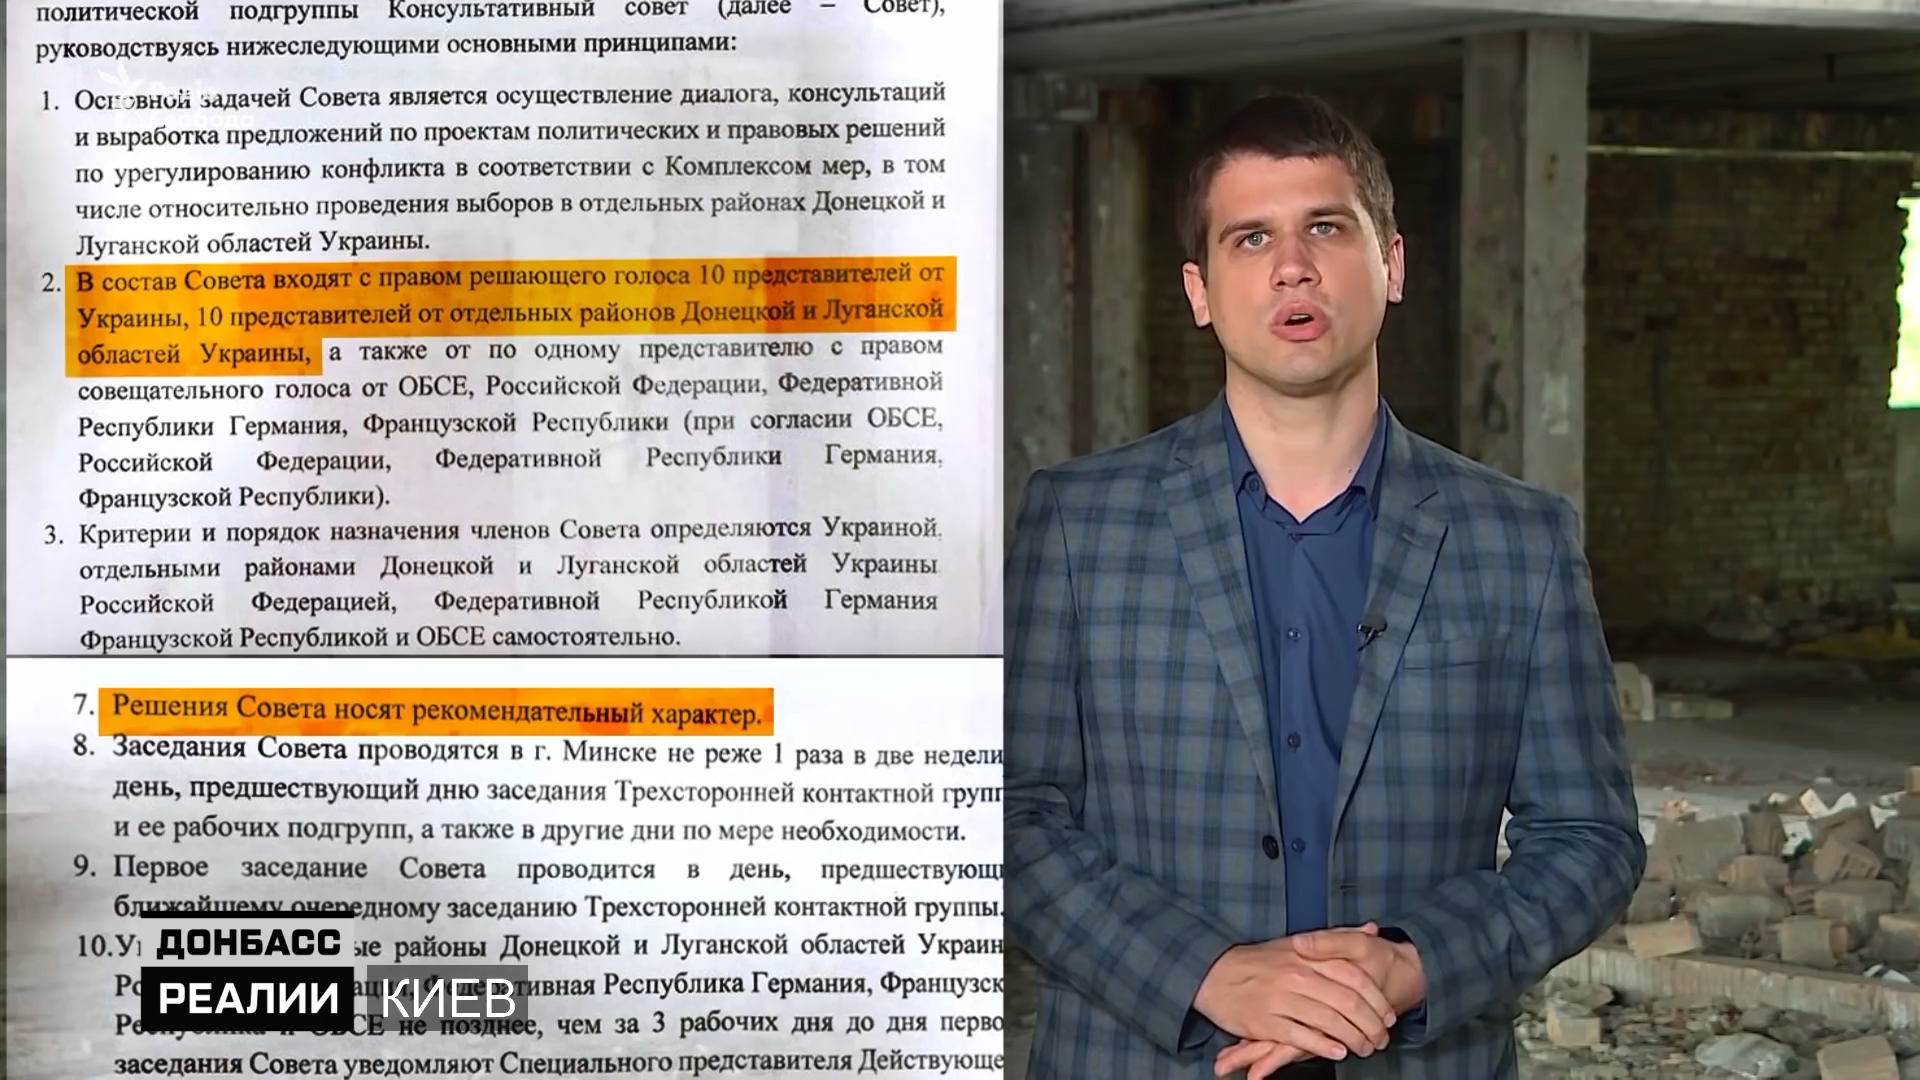 политической подгруппы Консультативный совет (далее – Совет),
руководствуясь нижеследующими основными принципами:
1. Основной задачей Совета является осуществление диалога, консультаций
и выработка предложений по проектам политических и правовых решений
по урегулированию конфликта в соответствии с Комплексом мер, в том
числе относительно проведения выборов в отдельных районах Донецкой и
Луганской областей Украины.
2. В состав Совета входят с правом решающего голоса 10 представителей от
Украины, 10 представителей от отдельных районов Донецкой и Луганской
областей Украины, а также от по одному представителю с правом
совещательного голоса от ОБСЕ, Российской Федерации, Федеративной
Республики Германия, Французской Республики (при согласии ОБСЕ,
Российской Федерации, Федеративной Республики Германия,
Французской Республики).
3. Критерии и порядок назначения членов Совета определяются Украиной,
отдельными районами Донецкой и Луганской областей Украины
Российской Федерацией, Федеративной Республикой Германия
Французской Республикой и ОБСЕ самостоятельно.
7. Решения Совета носят рекомендательный характер.
8. Заседания Совета проводятся в г. Минске не реже 1 раза в две недели
день, предшествующий дню заседания Трехсторонней контактной групп
и ее рабочих подгрупп, а также в другие дни по мере необходимости.
9. Первое заседание Совета проводится в день, предшествующ
ближайшему очередному заседанию Трехсторонней контактной группы.
10. районы Донецкой и Луганской областей Украин
Федеративная Республика Германия, Французск
ОБСЕ не позднее, чем за 3 рабочих дня до дня перво
заседания Совета уведомляют Специального представителя Действующе
Радіо
Свобода
ДОНБАСС
РЕАЛИИ
КИЕВ